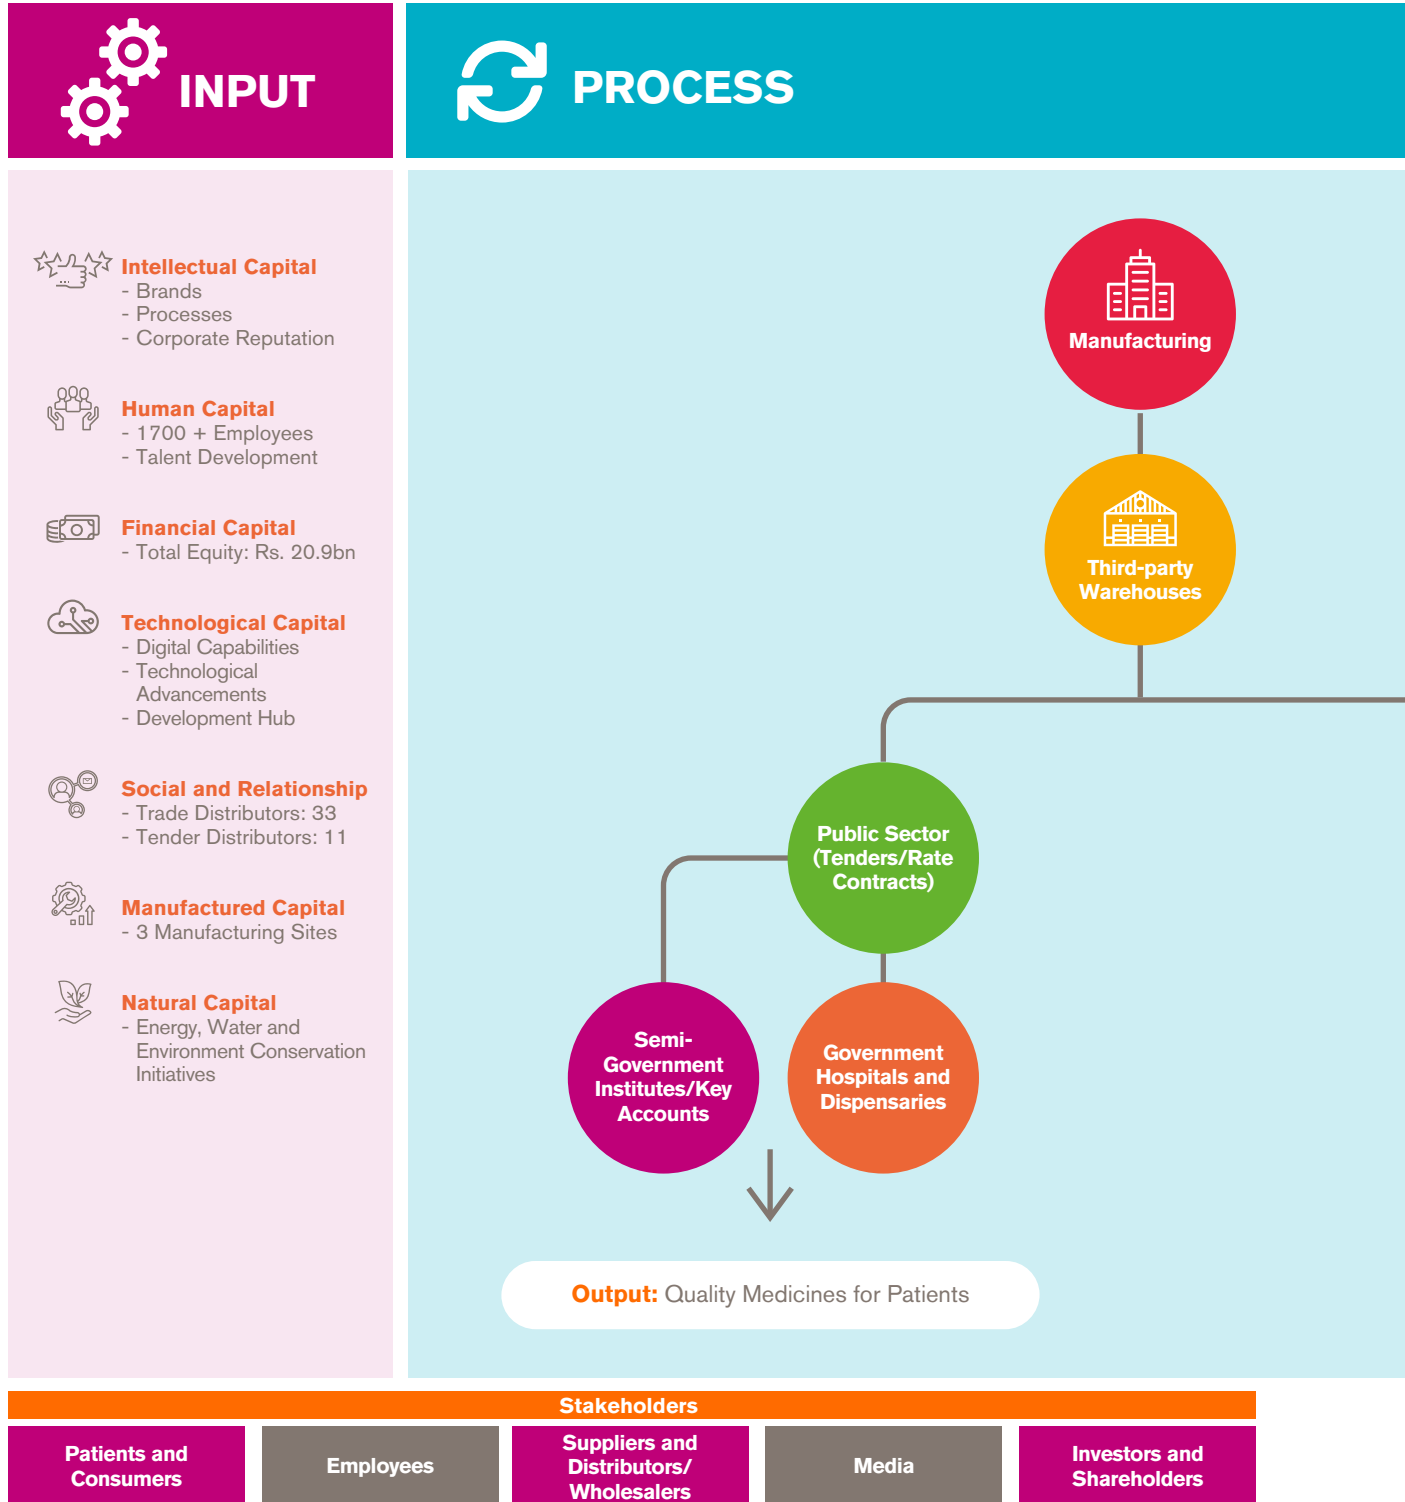 INPUT
PROCESS
Intellectual Capital
- Brands
- Processes
- Corporate Reputation
Human Capital
- 1700 + Employees
- Talent Development
Financial Capital
- Total Equity: Rs. 20.9bn
Technological Capital
- Digital Capabilities
- Technological
Advancements
- Development Hub
Social and Relationship
- Trade Distributors: 33
- Tender Distributors: 11
Manufactured Capital
- 3 Manufacturing Sites
Natural Capital
- Energy, Water and
Environment Conservation
Initiatives
Manufacturing
Third-party
Warehouses
Public Sector
(Tenders/Rate
Contracts)
Semi-
Government
Institutes/Key
Accounts
Government
Hospitals and
Dispensaries
Output: Quality Medicines for Patients
Stakeholders
Patients and
Consumers
Employees
Suppliers and
Distributors/
Wholesalers
Media
Investors and
Shareholders